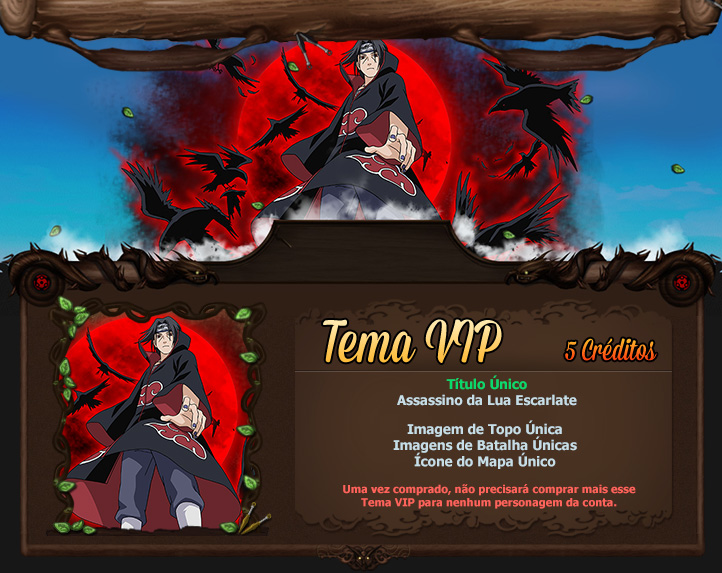 Tema VIP
5 Créditos
Título Único
Assassino da Lua Escarlate
Imagem de Topo Única
Imagens de Batalha Únicas
Ícone do Mapa Único
Uma vez comprado, não precisará comprar mais esse
Tema VIP para nenhum personagem da conta.